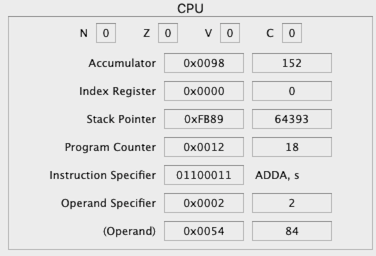 CPU
N 0 Z 0 V 0 C 0
Accumulator 0x0098 152
Index Register 0x0000 0
Stack Pointer 0xFB89 64393
Program Counter 0x0012 18
Instruction Specifier 01100011 ADDA, s
Operand Specifier 0x0002 2
(Operand) 0x0054 84